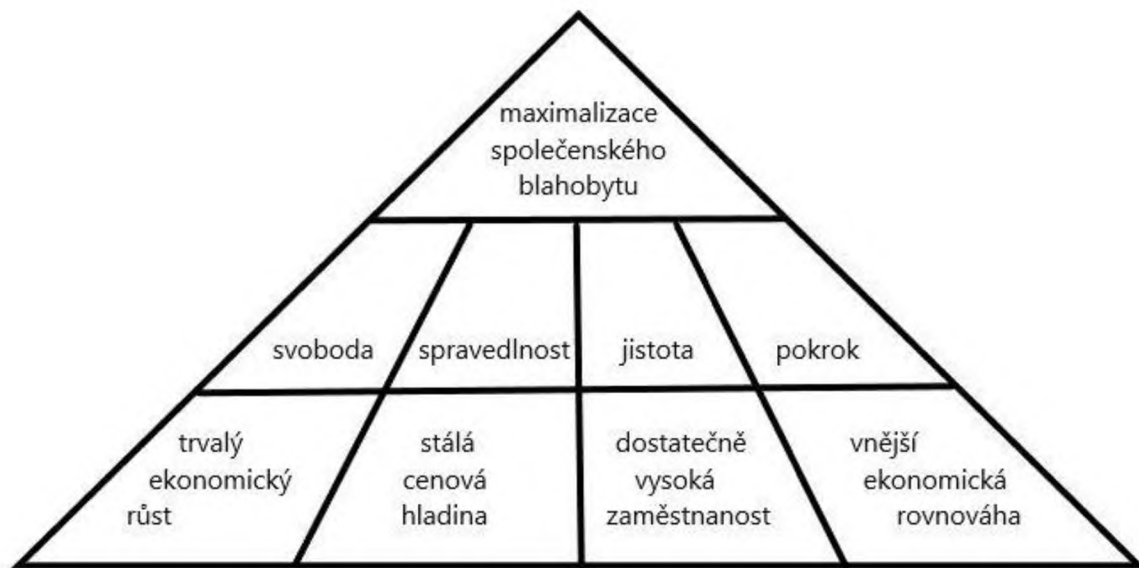 maximalizace
společenského
blahobytu
svoboda
spravedlnost
jistota
pokrok
trvalý
ekonomický
růst
stálá
cenová
hladina
dostatečně
vysoká
zaměstnanost
vnější
ekonomická
rovnováha